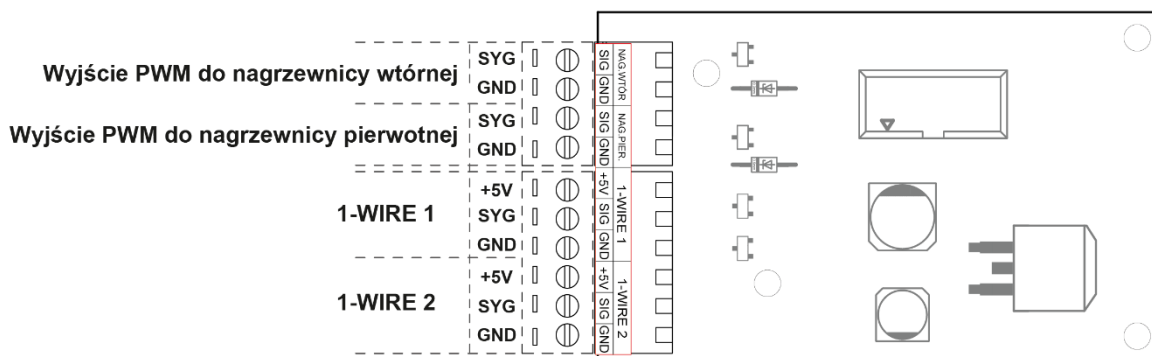 Wyjście PWM do nagrzewnicy wtórnej
SYG
GND
SIG
GND
NAG.WTÓR
Wyjście PWM do nagrzewnicy pierwotnej
SYG
GND
SIG
GND
NAG.PIER.
1-WIRE 1
+5V
SYG
GND
+5V
SIG
GND
1-WIRE 1
1-WIRE 2
+5V
SYG
GND
+5V
SIG
GND
1-WIRE 2